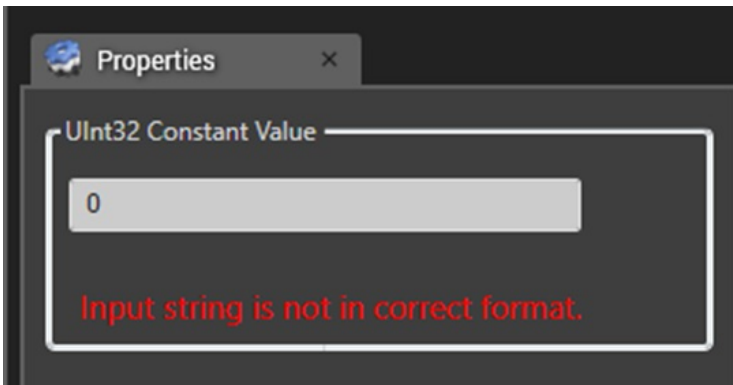 Properties ×
UInt32 Constant Value
0
Input string is not in correct format.